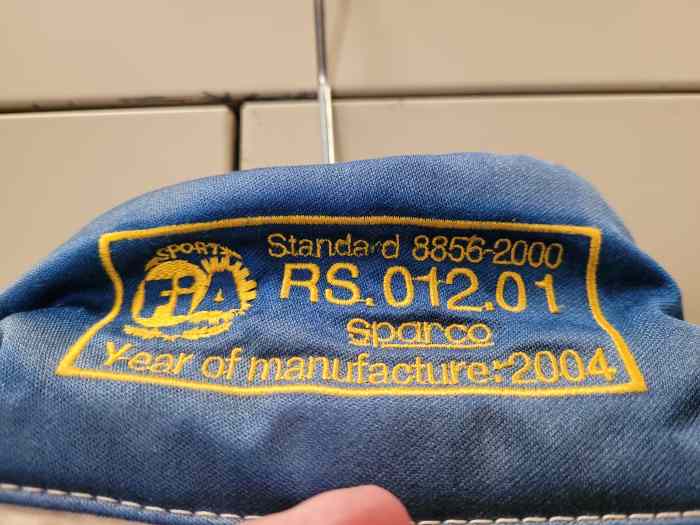 SPORT
FIA
Standard 8856-2000
RS.012.01
sparco
Year of manufacture:2004